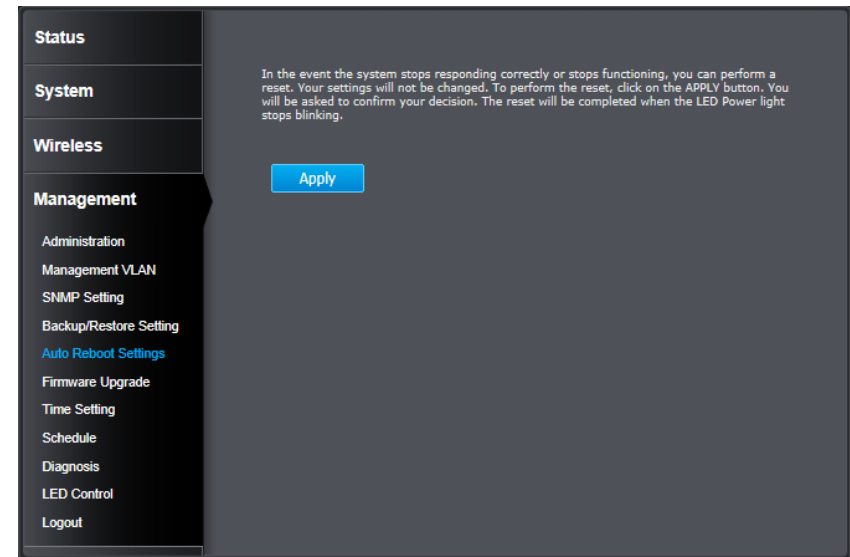 Status
System
Wireless
Management
Administration
Management VLAN
SNMP Setting
Backup/Restore Setting
Auto Reboot Settings
Firmware Upgrade
Time Setting
Schedule
Diagnosis
LED Control
Logout
In the event the system stops responding correctly or stops functioning, you can perform a
reset. Your settings will not be changed. To perform the reset, click on the APPLY button. You
will be asked to confirm your decision. The reset will be completed when the LED Power light
stops blinking.
Apply